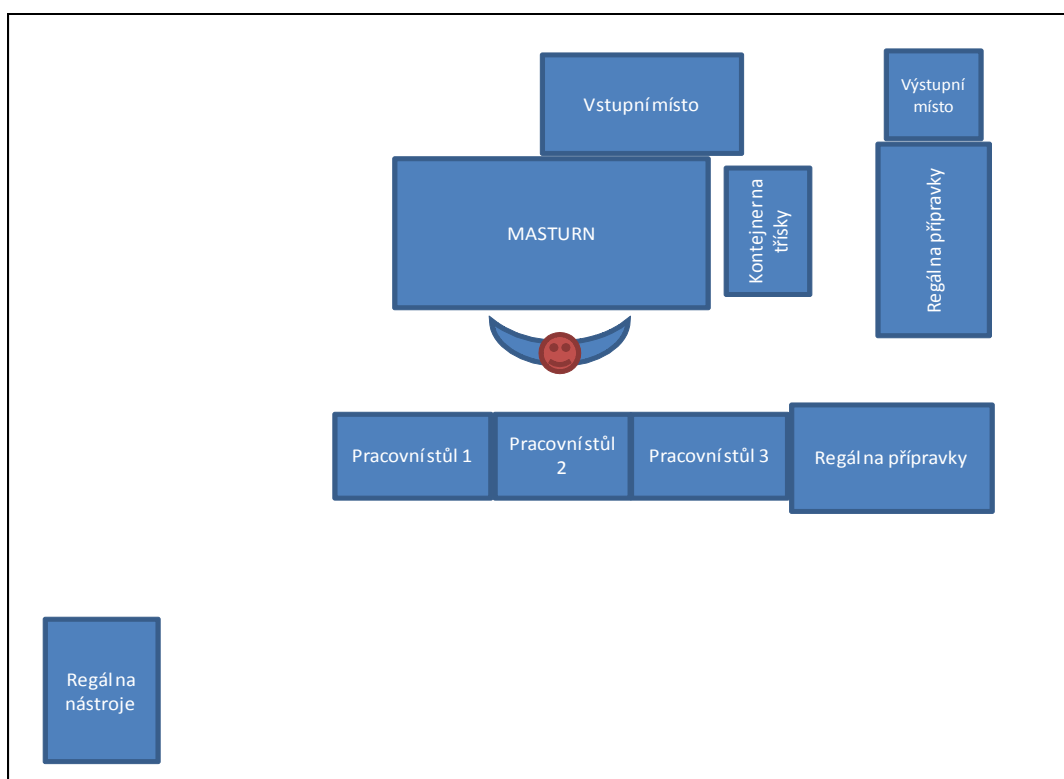 Vstupní místo
Výstupní
místo
MASTURN
Kontejner na
třísky
Regál na přípravky
Pracovní stůl 1
Pracovní stůl
2
Pracovní stůl 3
Regál na přípravky
Regál na
nástroje